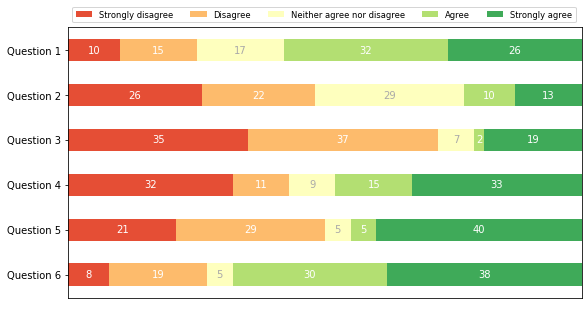 Strongly disagree Disagree Neither agree nor disagree Agree Strongly agree
Question 1 10 15 17 32 26
Question 2 26 22 29 10 13
Question 3 35 37 7 2 19
Question 4 32 11 9 15 33
Question 5 21 29 5 5 40
Question 6 8 19 5 30 38